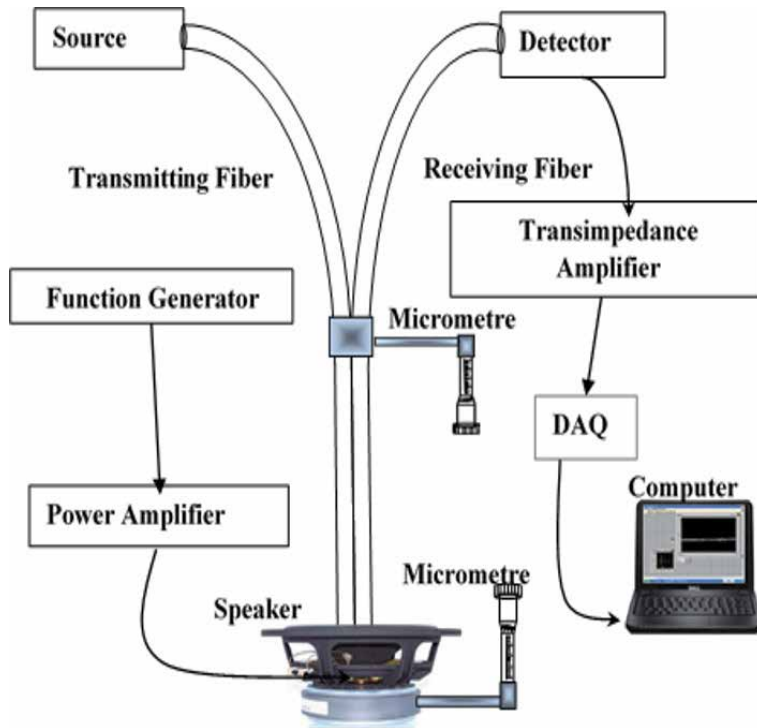 Source
Detector
Transmitting Fiber
Receiving Fiber
Transimpedance
Amplifier
Function Generator
Micrometre
DAQ
Computer
Power Amplifier
Micrometre
Speaker